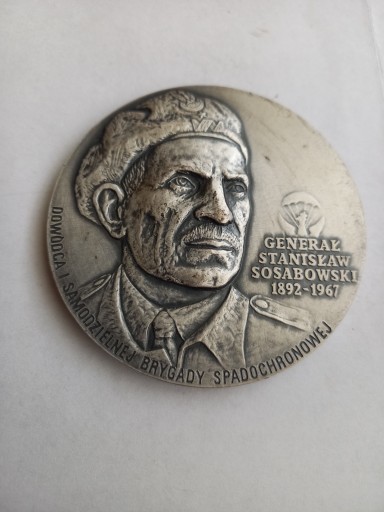 GENERAŁ
STANISŁAW
SOSABOWSKI
1892-1967
DOWÓDCA I SAMODZIELNEJ BRYGADY SPADOCHRONOWEJ